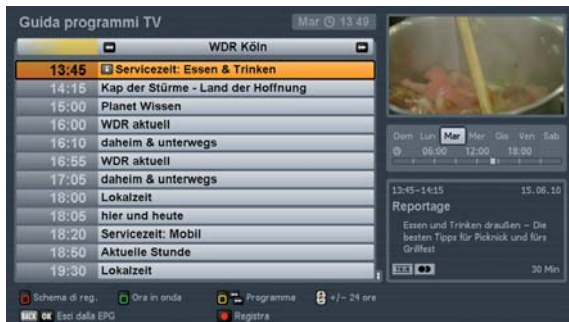 Guida programmi TV
Mar 13 49
WDR Köln
13:45 Servicezeit: Essen & Trinken
14:15 Kap der Stürme - Land der Hoffnung
15:00 Planet Wissen
16:00 WDR aktuell
16:10 daheim & unterwegs
16:55 WDR aktuell
17:05 daheim & unterwegs
18:00 Lokalzeit
18:05 hier und heute
18:20 Servicezeit: Mobil
18:50 Aktuelle Stunde
19:30 Lokalzeit
Dom Lun Mar Mer Gio Ven Sab
06:00 12:00 18:00
13:45-14:15 15.06.10
Reportage
Essen und Trinken draußen – Die
besten Tipps für Picknick und fürs
Grillfest
30 Min
Schema di reg. Ora in onda Programma +/- 24 ore
BACK OK Esci dalla EPG Registra